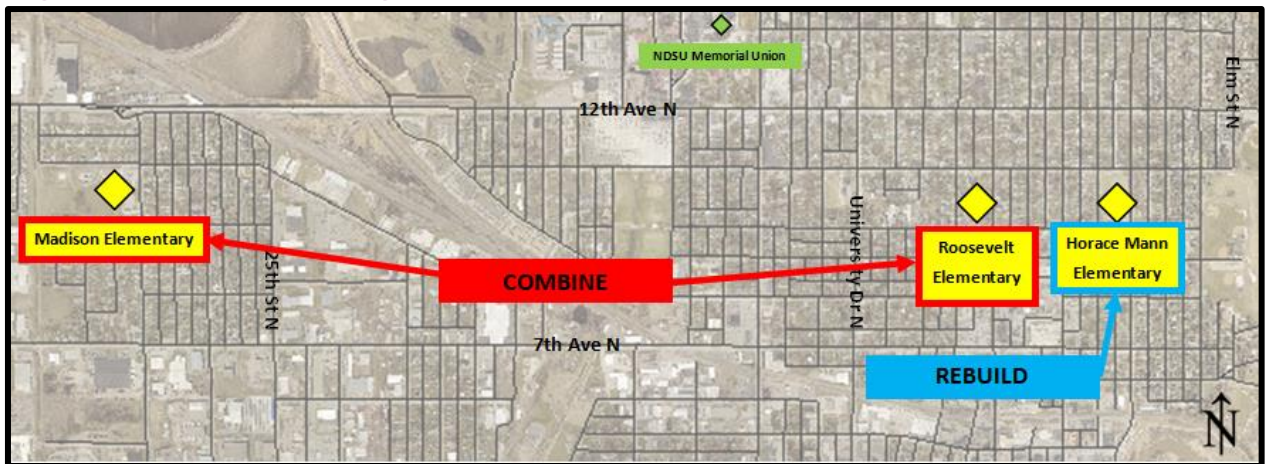 NDSU Memorial Union
12th Ave N
Elm St N
Madison Elementary
25th St N
COMBINE
University Dr N
Roosevelt
Elementary
Horace Mann
Elementary
7th Ave N
REBUILD
N